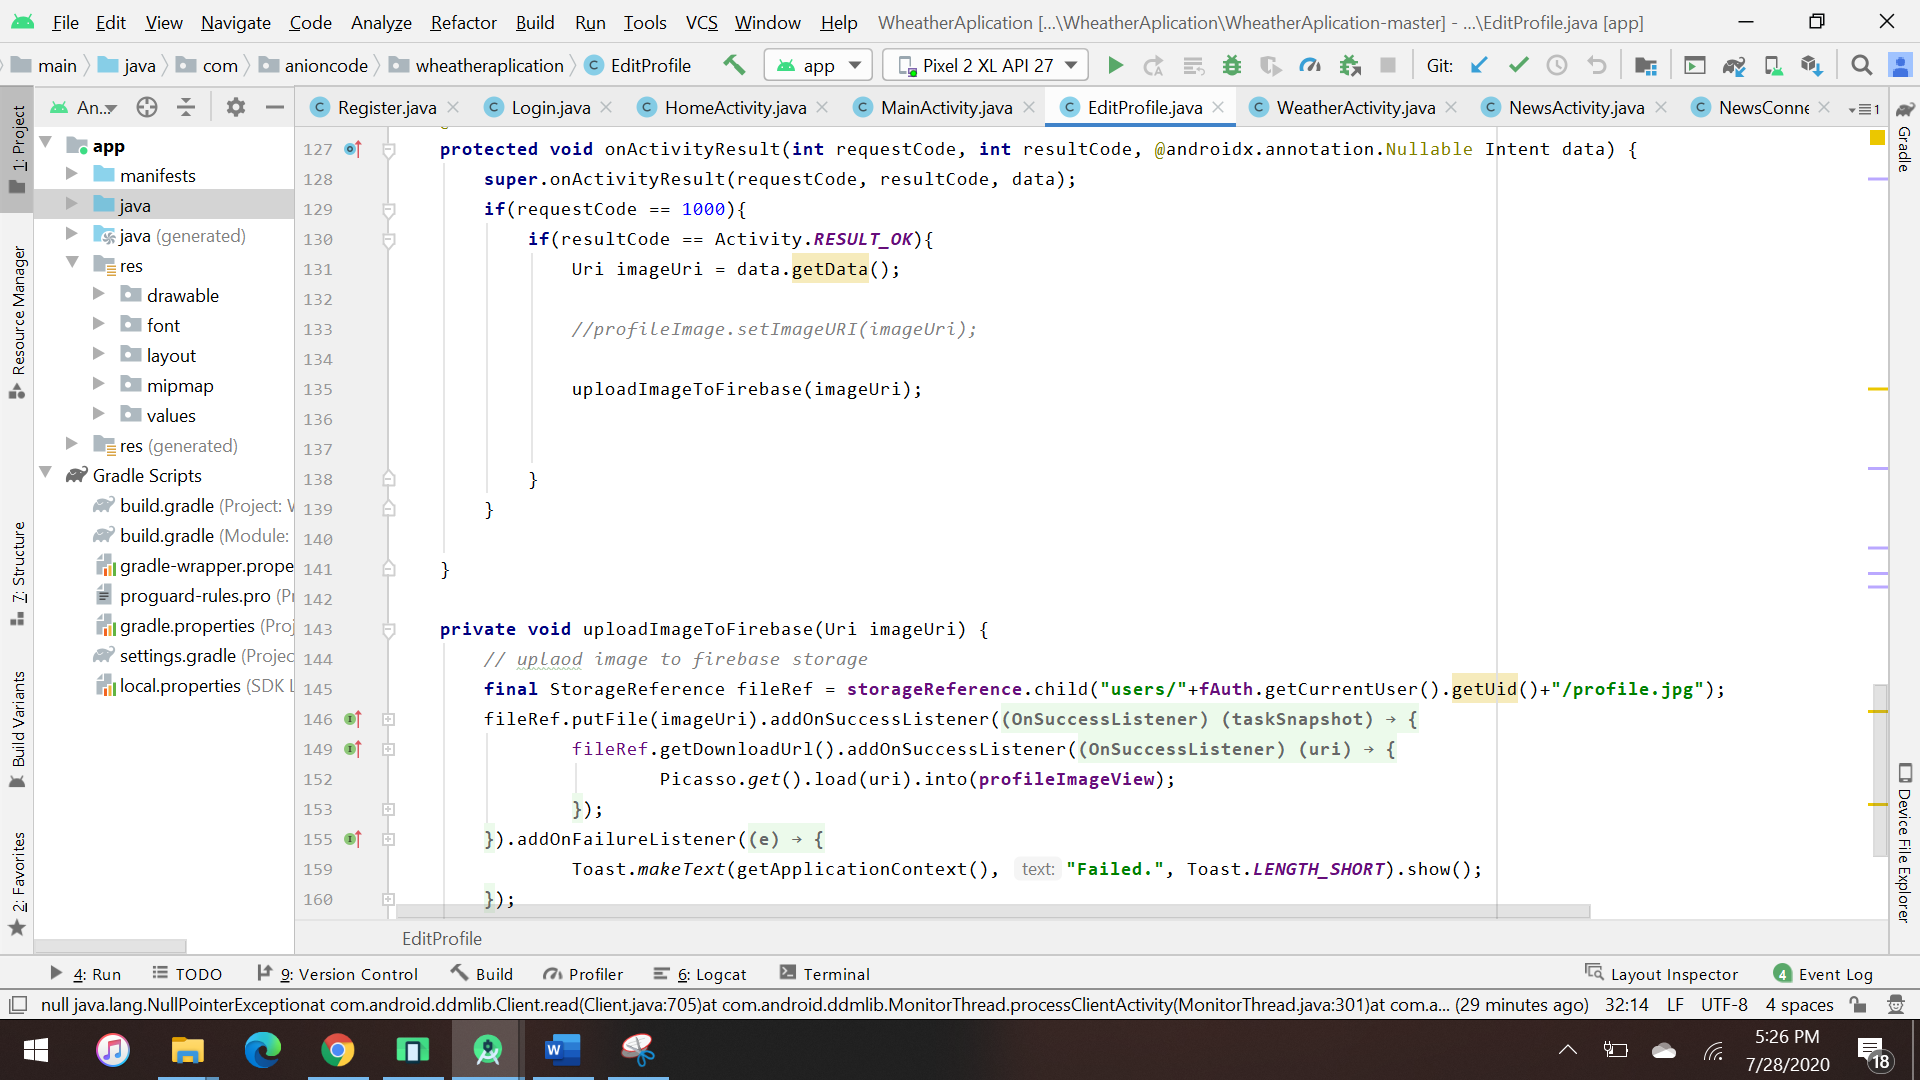 File Edit View Navigate Code Analyze Refactor Build Run Tools VCS Window Help WheatherAplication [...\WheatherAplication\WheatherAplication-master] - ...\EditProfile.java [app]
main java com anioncode wheatheraplication EditProfile app Pixel 2 XL API 27 Git:
An... Register.java Login.java HomeActivity.java MainActivity.java EditProfile.java WeatherActivity.java NewsActivity.java NewsConne 1
1: Project
Resource Manager
7: Structure
Build Variants
2: Favorites
app
manifests
java
java (generated)
res
drawable
font
layout
mipmap
values
res (generated)
Gradle Scripts
build.gradle (Project: W
build.gradle (Module:
gradle-wrapper.prope
proguard-rules.pro (Pr
gradle.properties (Proj
settings.gradle (Projec
local.properties (SDK L
127 protected void onActivityResult(int requestCode, int resultCode, @androidx.annotation.Nullable Intent data) {
128 super.onActivityResult(requestCode, resultCode, data);
129 if(requestCode == 1000){
130 if(resultCode == Activity.RESULT_OK){
131 Uri imageUri = data.getData();
132
133 //profileImage.setImageURI(imageUri);
134
135 uploadImageToFirebase(imageUri);
136
137
138 }
139 }
140
141 }
142
143 private void uploadImageToFirebase(Uri imageUri) {
144 // uplaod image to firebase storage
145 final StorageReference fileRef = storageReference.child("users/"+fAuth.getCurrentUser().getUid()+"/profile.jpg");
146 fileRef.putFile(imageUri).addOnSuccessListener((OnSuccessListener) (taskSnapshot) → {
149 fileRef.getDownloadUrl().addOnSuccessListener((OnSuccessListener) (uri) → {
152 Picasso.get().load(uri).into(profileImageView);
153 });
155 }).addOnFailureListener((e) → {
159 Toast.makeText(getApplicationContext(), text: "Failed.", Toast.LENGTH_SHORT).show();
160 });
EditProfile
Gradle
Device File Explorer
4: Run TODO 9: Version Control Build Profiler 6: Logcat Terminal Layout Inspector 4 Event Log
null java.lang.NullPointerExceptionat com.android.ddmlib.Client.read(Client.java:705)at com.android.ddmlib.MonitorThread.processClientActivity(MonitorThread.java:301)at com.a... (29 minutes ago) 32:14 LF UTF-8 4 spaces
W
5:26 PM
7/28/2020
18